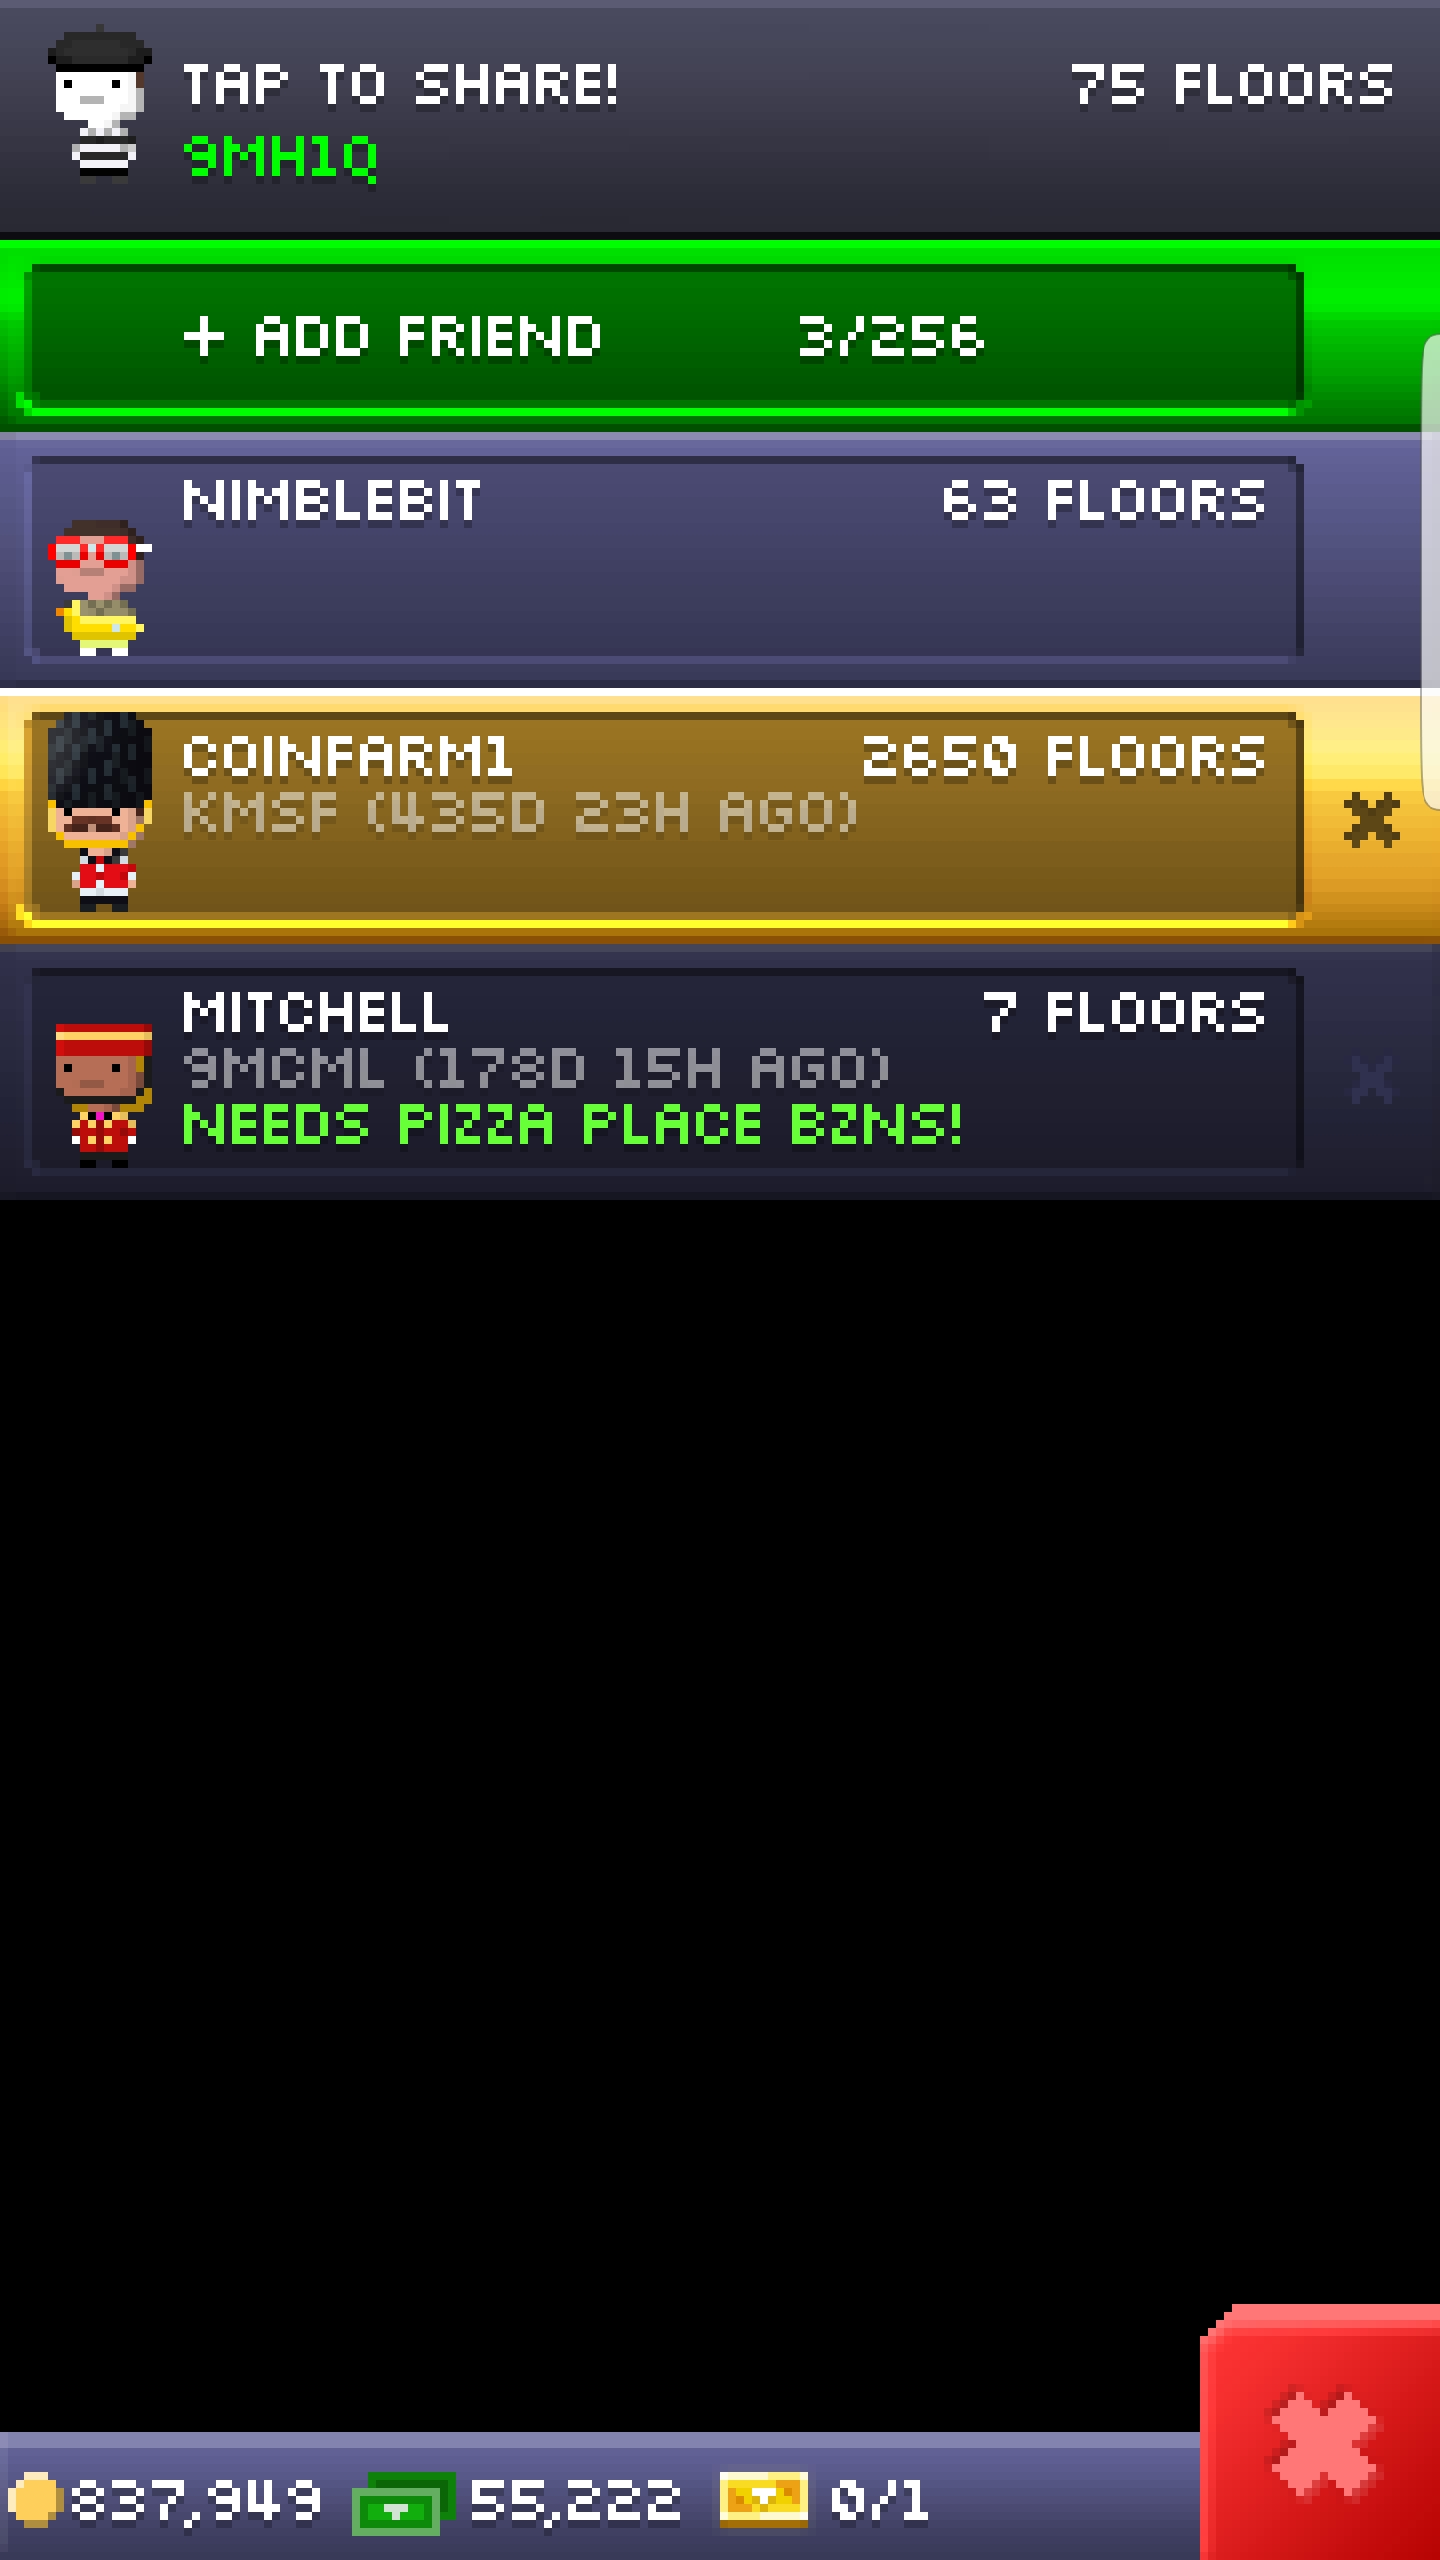 TAP TO SHARE! 75 FLOORS
9MH1Q
+ ADD FRIEND 3/256
NIMBLEBIT 63 FLOORS
COINFARM1 2650 FLOORS
KMSF (435D 23H AGO)
MITCHELL 7 FLOORS
9MCML (178D 15H AGO)
NEEDS PIZZA PLACE BZNS!
837,949 55,222 0/1